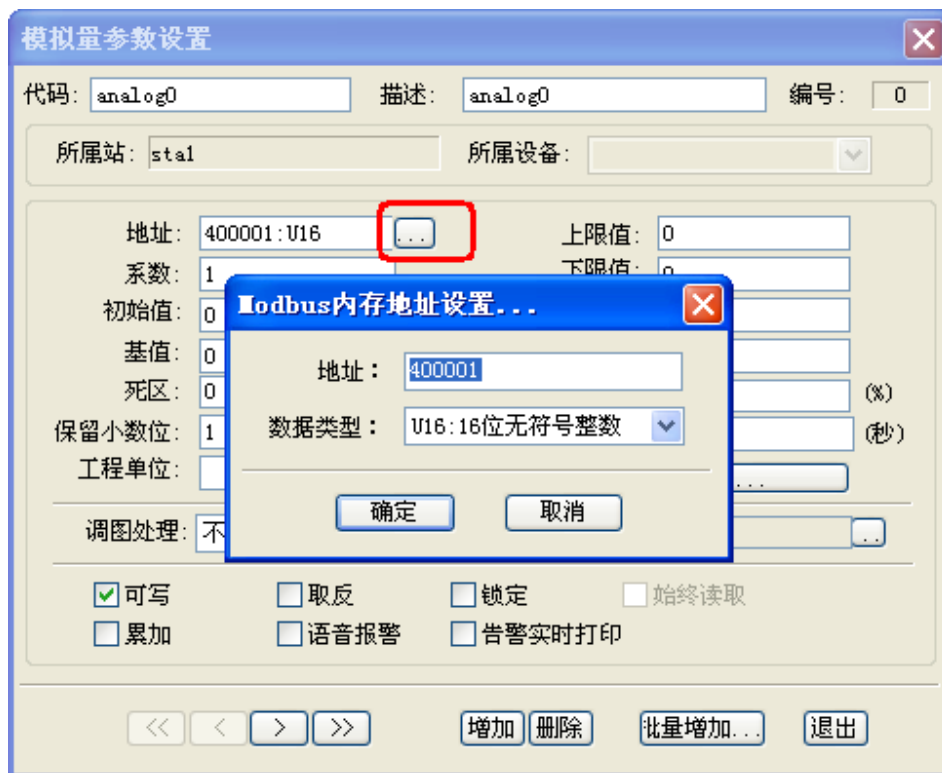 模拟量参数设置
代码: analog0 描述: analog0 编号: 0
所属站: sta1 所属设备:
地址: 400001:U16 ... 上限值: 0
系数: 1 下限值: 0
初始值: 0
Modbus内存地址设置...
基值: 0
地址： 400001
死区: 0 (%)
保留小数位: 1 (秒)
数据类型： U16:16位无符号整数
工程单位: ...
确定 取消
调图处理: 不 ..
可写 取反 锁定 始终读取
累加 语音报警 告警实时打印
<< < > >> 增加 删除 批量增加... 退出